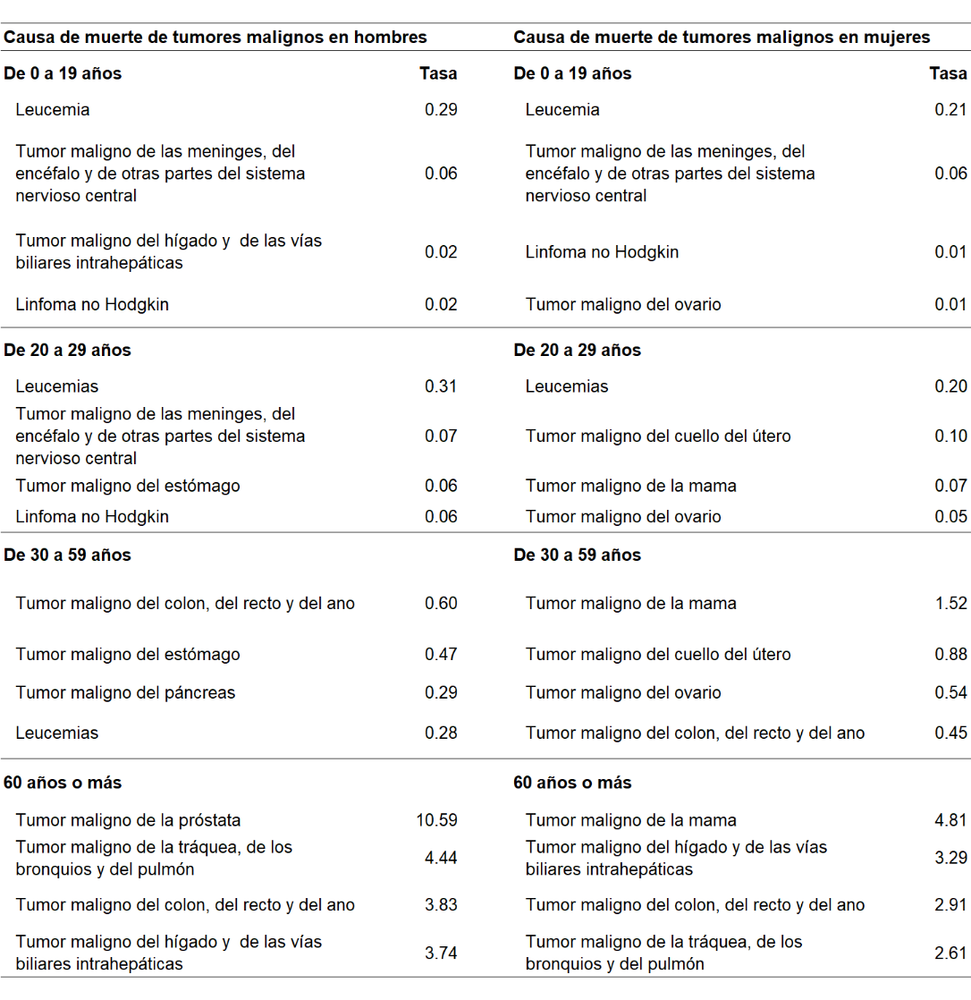 Causa de muerte de tumores malignos en hombres Causa de muerte de tumores malignos en mujeres
De 0 a 19 años Tasa De 0 a 19 años Tasa
Leucemia 0.29 Leucemia 0.21
Tumor maligno de las meninges, del Tumor maligno de las meninges, del
encéfalo y de otras partes del sistema 0.06 encéfalo y de otras partes del sistema 0.06
nervioso central nervioso central
Tumor maligno del hígado y  de las vías
biliares intrahepáticas 0.02 Linfoma no Hodgkin 0.01
Linfoma no Hodgkin 0.02 Tumor maligno del ovario 0.01
De 20 a 29 años De 20 a 29 años
Leucemias 0.31 Leucemias 0.20
Tumor maligno de las meninges, del
encéfalo y de otras partes del sistema 0.07 Tumor maligno del cuello del útero 0.10
nervioso central
Tumor maligno del estómago 0.06 Tumor maligno de la mama 0.07
Linfoma no Hodgkin 0.06 Tumor maligno del ovario 0.05
De 30 a 59 años De 30 a 59 años
Tumor maligno del colon, del recto y del ano 0.60 Tumor maligno de la mama 1.52
Tumor maligno del estómago 0.47 Tumor maligno del cuello del útero 0.88
Tumor maligno del páncreas 0.29 Tumor maligno del ovario 0.54
Leucemias 0.28 Tumor maligno del colon, del recto y del ano 0.45
60 años o más 60 años o más
Tumor maligno de la próstata 10.59 Tumor maligno de la mama 4.81
Tumor maligno de la tráquea, de los Tumor maligno del hígado y de las vías
bronquios y del pulmón 4.44 biliares intrahepáticas 3.29
Tumor maligno del colon, del recto y del ano 3.83 Tumor maligno del colon, del recto y del ano 2.91
Tumor maligno del hígado y  de las vías Tumor maligno de la tráquea, de los
biliares intrahepáticas 3.74 bronquios y del pulmón 2.61